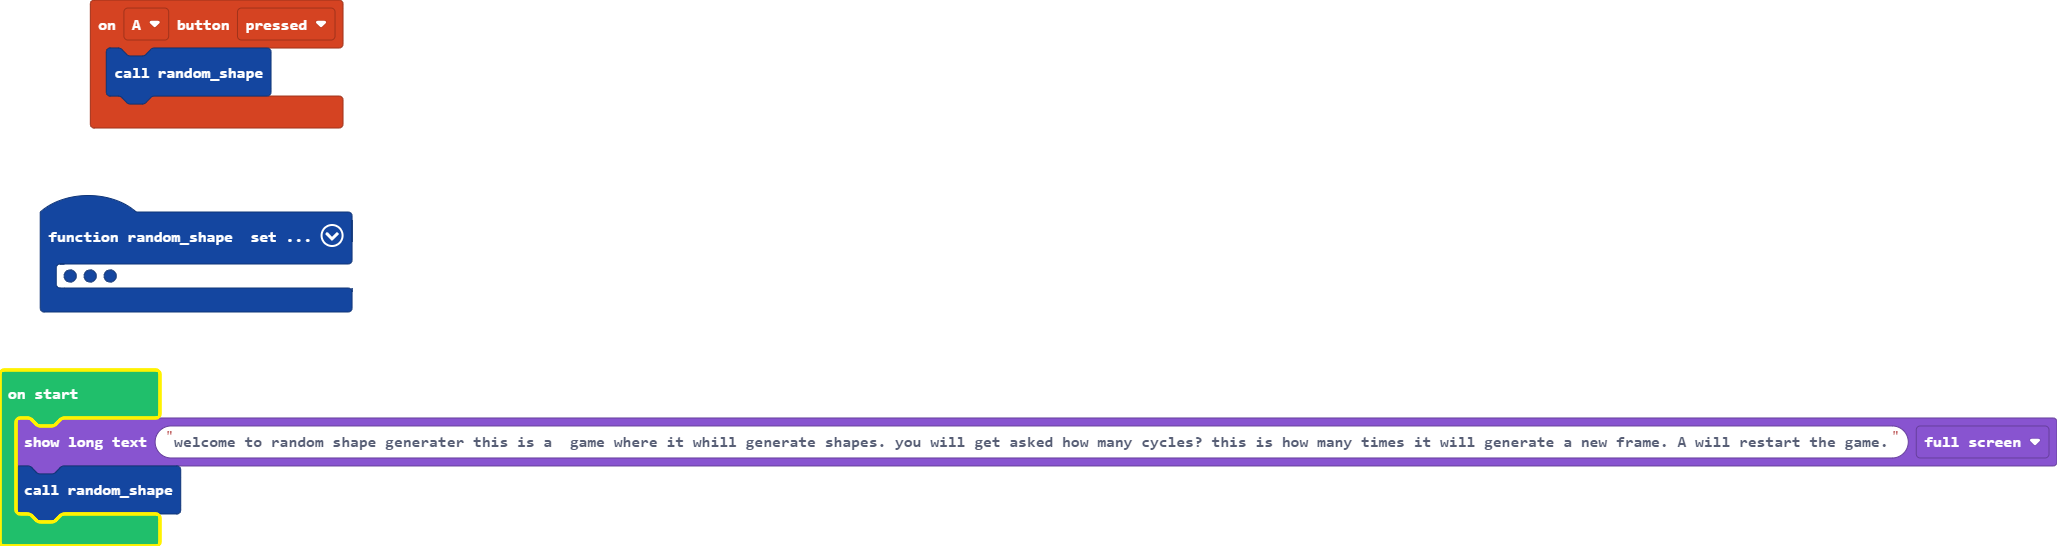 on A button pressed
call random_shape
function random_shape set ...
on start
show long text "welcome to random shape generater this is a  game where it whill generate shapes. you will get asked how many cycles? this is how many times it will generate a new frame. A will restart the game." full screen
call random_shape